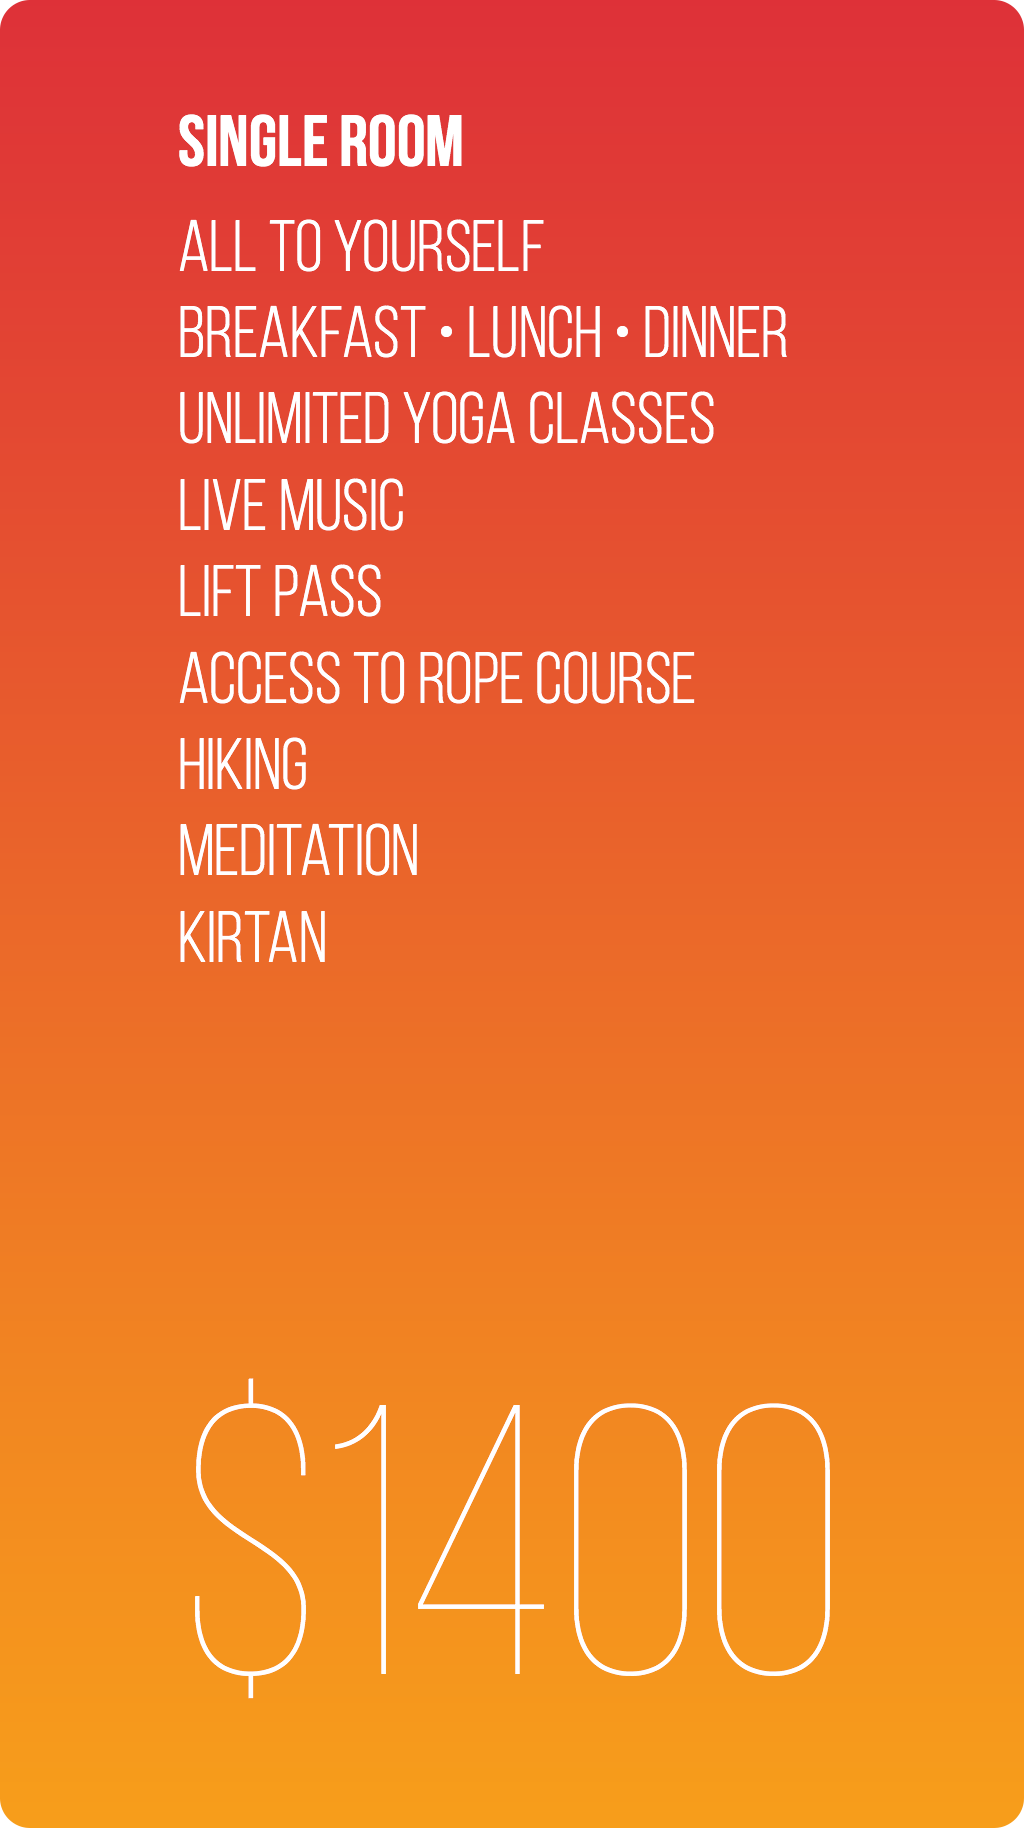 SINGLE ROOM
ALL TO YOURSELF
BREAKFAST • LUNCH • DINNER
UNLIMITED YOGA CLASSES
LIVE MUSIC
LIFT PASS
ACCESS TO ROPE COURSE
HIKING
MEDITATION
KIRTAN
$1400